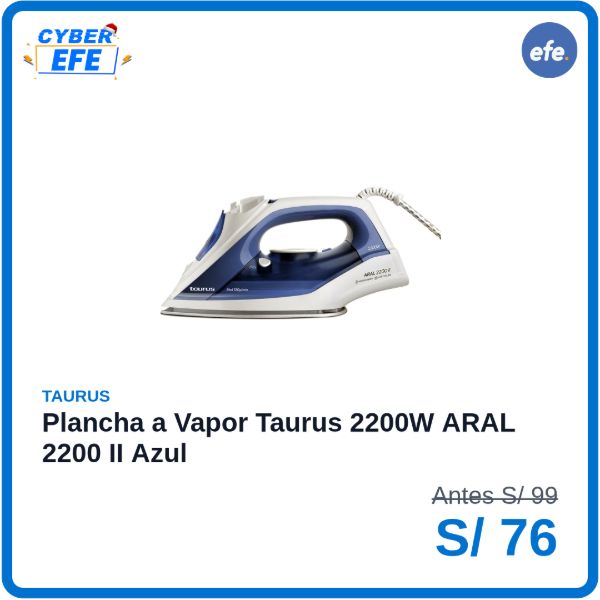 CYBER
EFE
efe.
taurus
ARAL 2200 II
TAURUS
Plancha a Vapor Taurus 2200W ARAL
2200 II Azul
Antes S/ 99
S/ 76